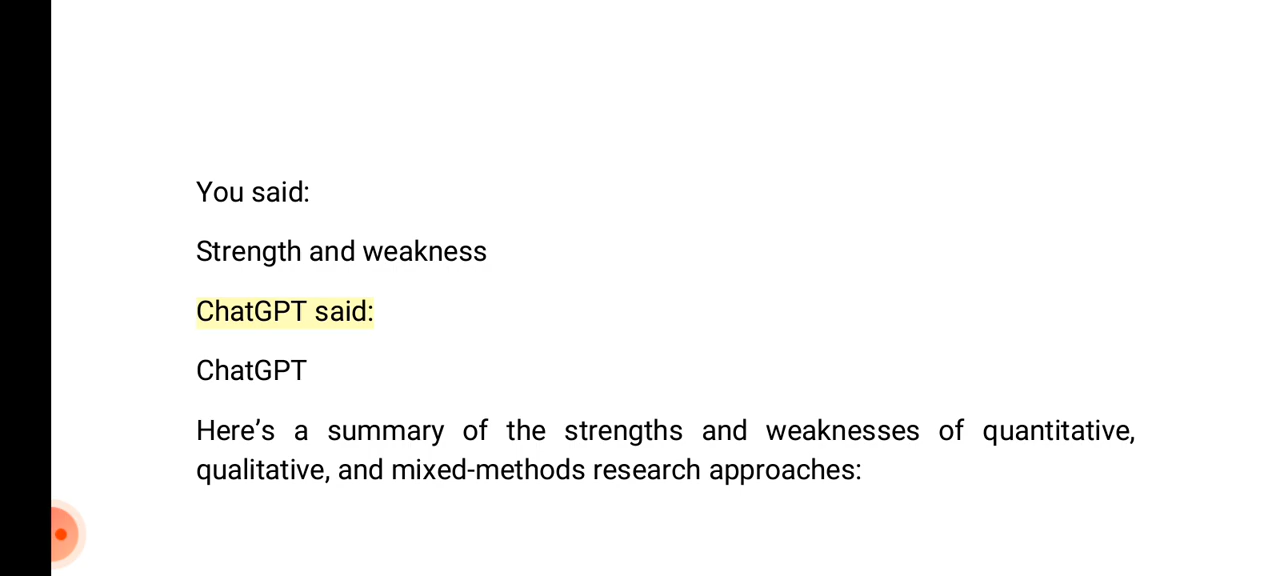 You said:
Strength and weakness
ChatGPT said:
ChatGPT
Here’s a summary of the strengths and weaknesses of quantitative,
qualitative, and mixed-methods research approaches: